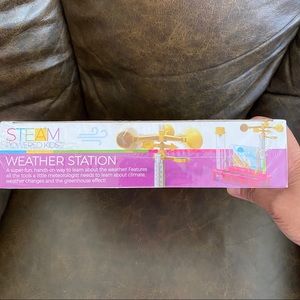 STEAM
POWERED KIDS
WEATHER STATION
A super-fun, hands-on way to learn about the weather! Features
all the tools a little meteorologist needs to learn about climate,
weather changes and the greenhouse effect!